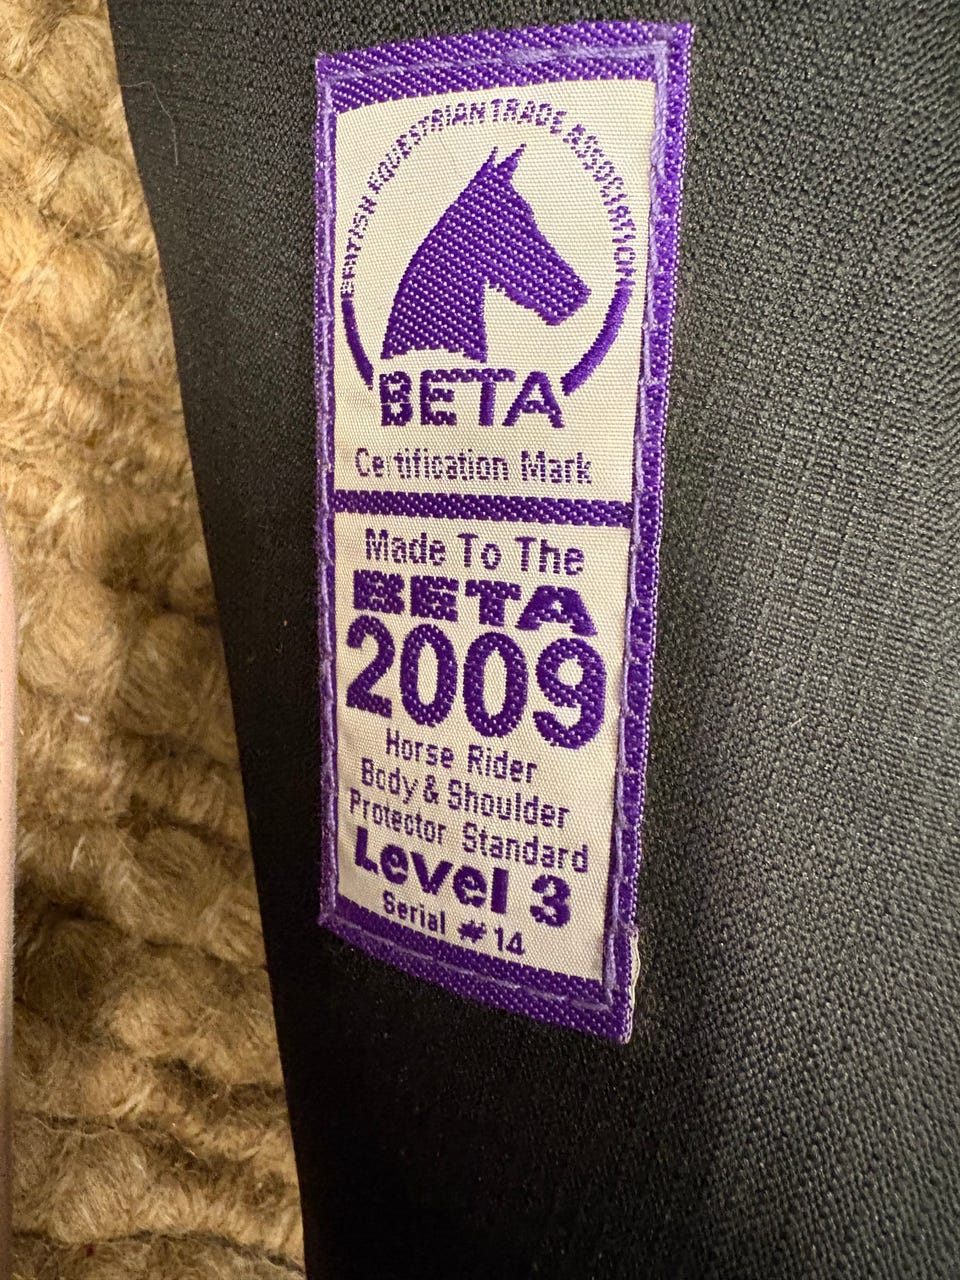 BRITISH EQUESTRIAN TRADE ASSOCIATION
BETA
Certification Mark
Made To The
BETA
2009
Horse Rider
Body & Shoulder
Protector Standard
Level 3
Serial # 14